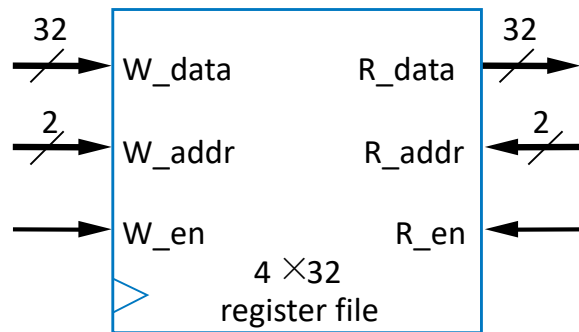 32 32
W_data R_data
2 2
W_addr R_addr
W_en R_en
4 ×32
register file